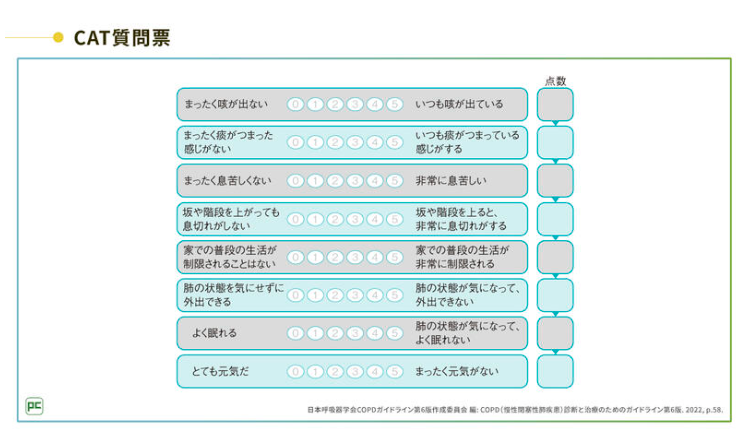 CAT質問票
点数
まったく咳が出ない 0 1 2 3 4 5 いつも咳が出ている
まったく痰がつまった
感じがない
0 1 2 3 4 5
いつも痰がつまっている
感じがする
まったく息苦しくない 0 1 2 3 4 5 非常に息苦しい
坂や階段を上がっても
息切れがしない
0 1 2 3 4 5
坂や階段を上ると、
非常に息切れがする
家での普段の生活が
制限されることはない
0 1 2 3 4 5
家での普段の生活が
非常に制限される
肺の状態を気にせずに
外出できる
0 1 2 3 4 5
肺の状態が気になって、
外出できない
よく眠れる
0 1 2 3 4 5
肺の状態が気になって、
よく眠れない
とても元気だ 0 1 2 3 4 5 まったく元気がない
pc
日本呼吸器学会COPDガイドライン第6版作成委員会 編: COPD(慢性閉塞性肺疾患)診断と治療のためのガイドライン第6版. 2022, p.58.